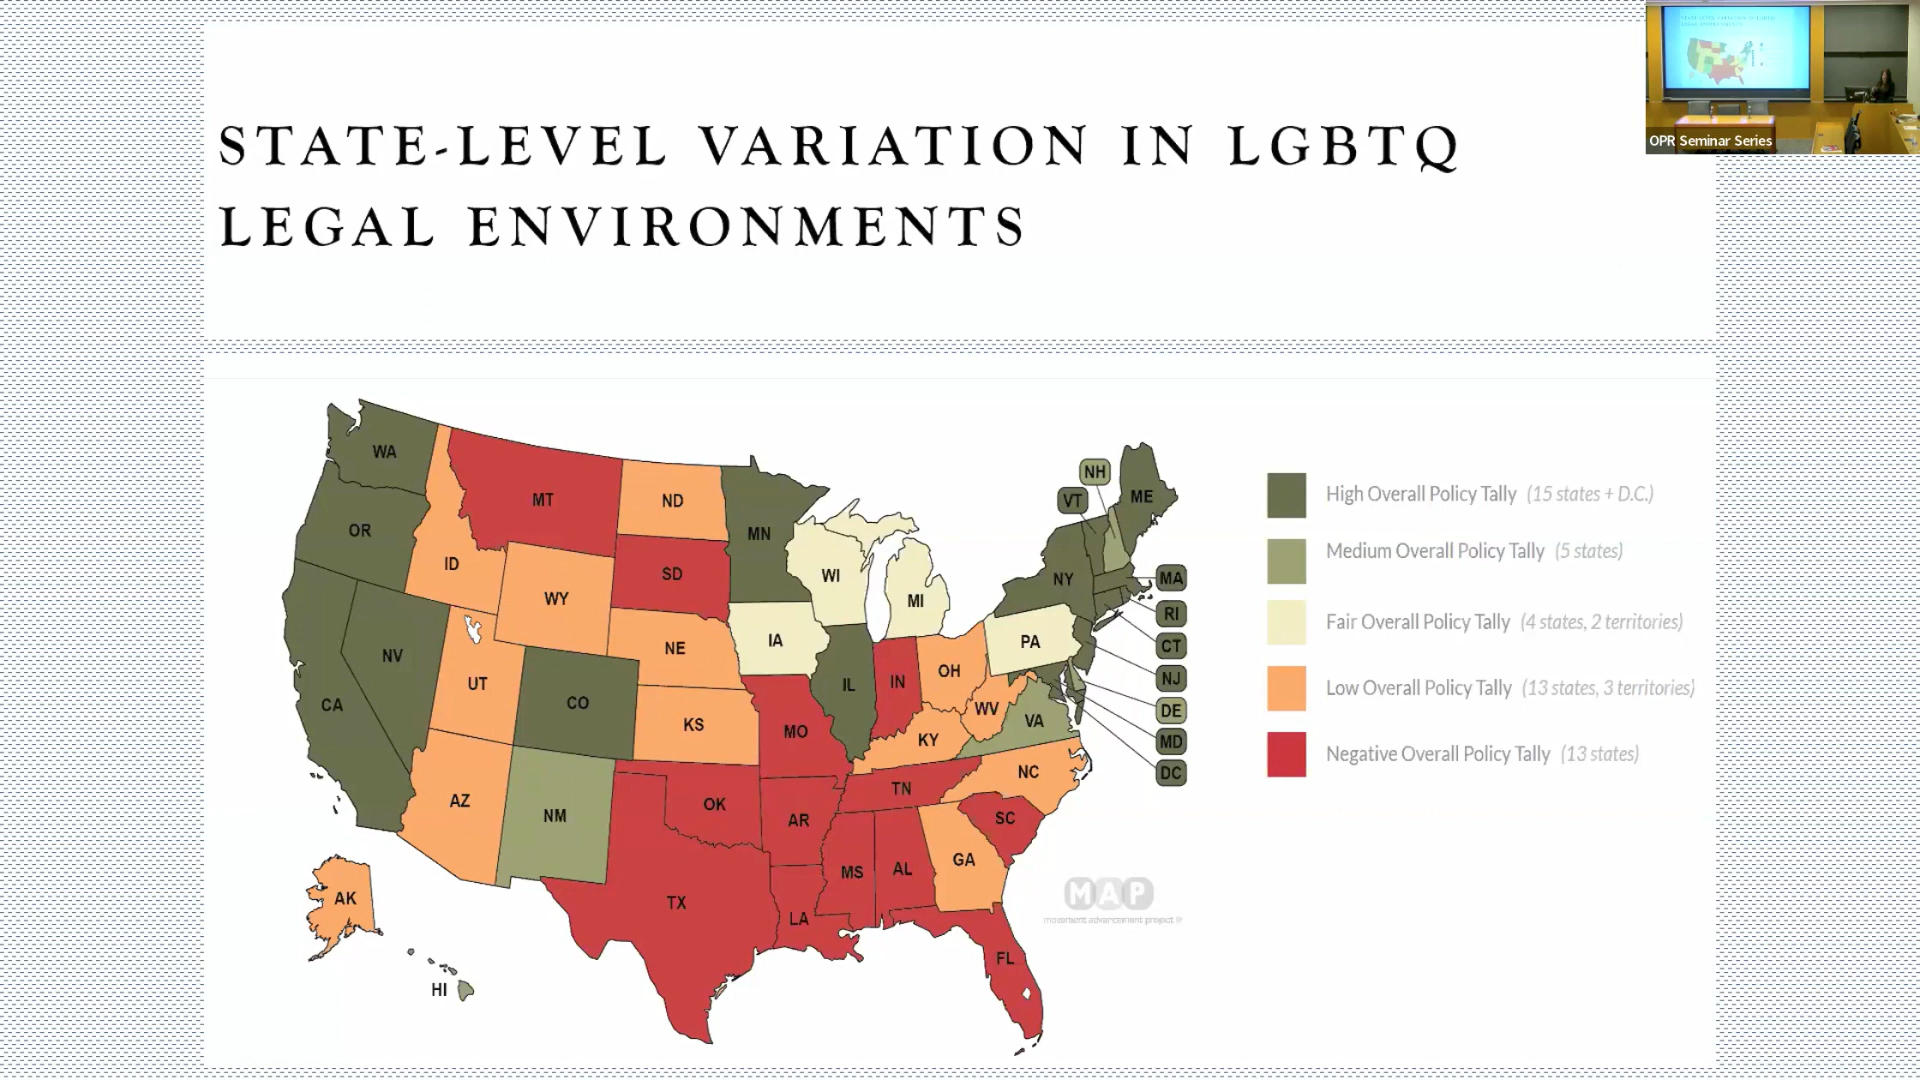 STATE-LEVEL VARIATION IN LGBTQ
LEGAL ENVIRONMENTS
OPR Seminar Series
WA
OR
CA
NV
ID
MT
WY
UT
CO
AZ
NM
ND
SD
NE
KS
OK
TX
MN
IA
MO
AR
LA
WI
IL
MI
IN
OH
KY
TN
MS
AL
GA
FL
SC
NC
VA
WV
PA
NY
VT
NH
ME
MA
RI
CT
NJ
DE
MD
DC
AK
HI
MAP
movement advancement project
High Overall Policy Tally (15 states + D.C.)
Medium Overall Policy Tally (5 states)
Fair Overall Policy Tally (4 states, 2 territories)
Low Overall Policy Tally (13 states, 3 territories)
Negative Overall Policy Tally (13 states)